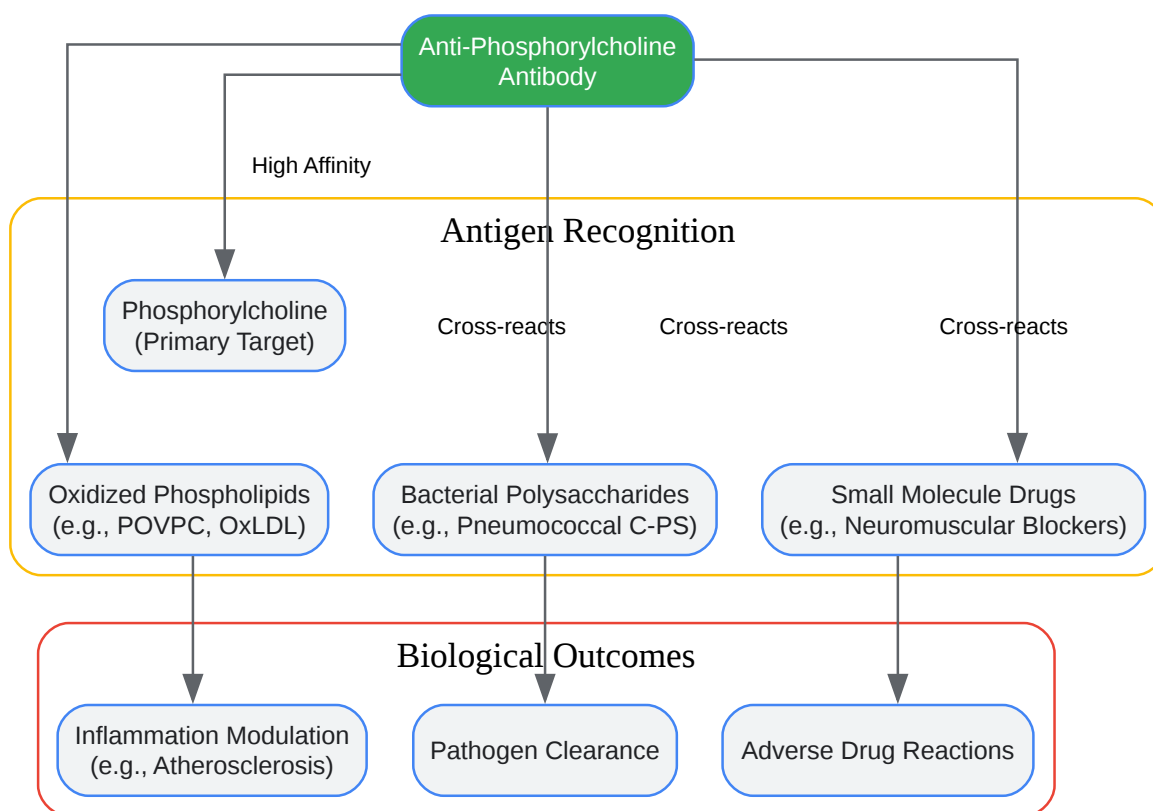 Anti-Phosphorylcholine
Antibody
High Affinity
Antigen Recognition
Phosphorylcholine
(Primary Target)
Cross-reacts
Cross-reacts
Cross-reacts
Oxidized Phospholipids
(e.g., POVPC, OxLDL)
Bacterial Polysaccharides
(e.g., Pneumococcal C-PS)
Small Molecule Drugs
(e.g., Neuromuscular Blockers)
Biological Outcomes
Inflammation Modulation
(e.g., Atherosclerosis)
Pathogen Clearance
Adverse Drug Reactions